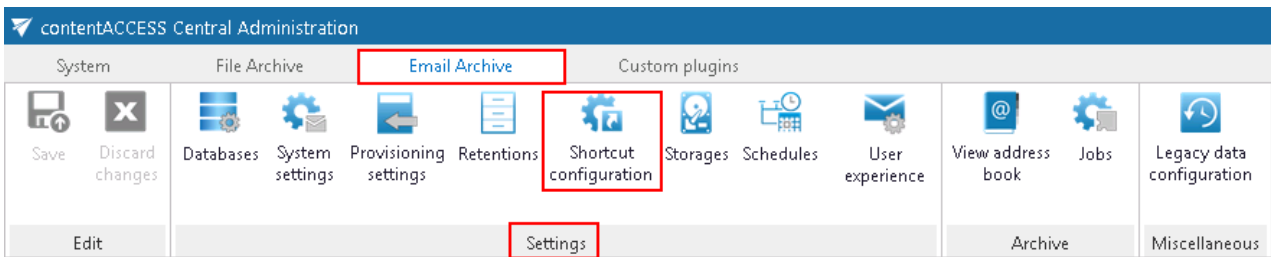 contentACCESS Central Administration
System File Archive Email Archive Custom plugins
Save Discard changes Databases System settings Provisioning settings Retentions Shortcut configuration Storages Schedules User experience View address book Jobs Legacy data configuration
Edit Settings Archive Miscellaneous